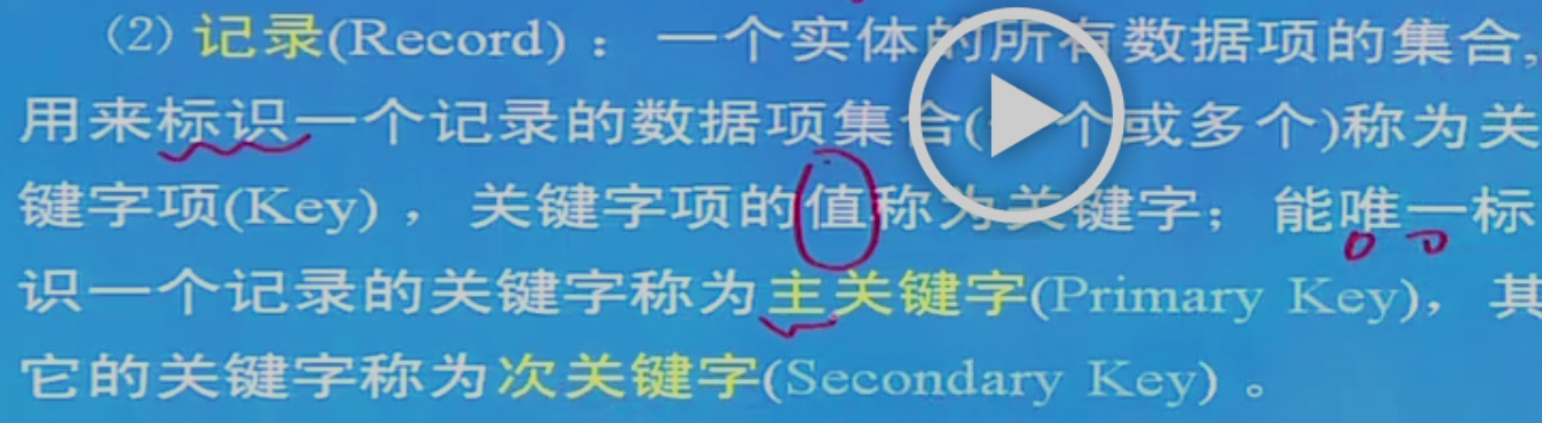 (2) 记录(Record) ： 一个实体的所有数据项的集合,
用来标识一个记录的数据项集合(一个或多个)称为关
键字项(Key) ，关键字项的值称为关键字；能唯一标
识一个记录的关键字称为主关键字(Primary Key)，其
它的关键字称为次关键字(Secondary Key) 。